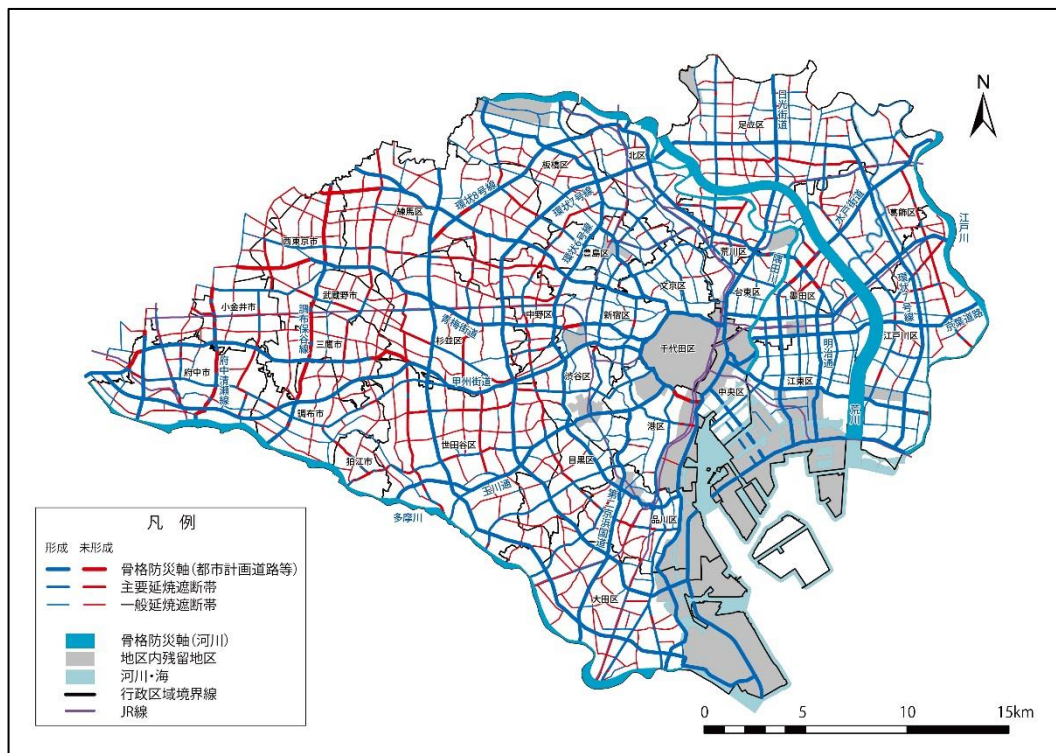 N
足立区
日光街道
北区
板橋区
環状8号線
環状7号線
水戸街道
葛飾区
練馬区
江戸川
西東京市
環状6号線
豊島区
荒川区
隅田川
文京区
台東区
墨田区
武蔵野市
小金井市
中野区
新宿区
京葉道路
青梅街道
調布保谷線
三鷹市
杉並区
千代田区
明治通
江戸川区
府中市
府中清瀬線
甲州街道
渋谷区
中央区
江東区
荒川
調布市
港区
世田谷区
狛江市
目黒区
玉川通
多摩川
第二京浜国道
品川区
大田区
凡 例
形成 未形成
骨格防災軸(都市計画道路等)
主要延焼遮断帯
一般延焼遮断帯
骨格防災軸(河川)
地区内残留地区
河川・海
行政区域境界線
JR線
0 5 10 15km